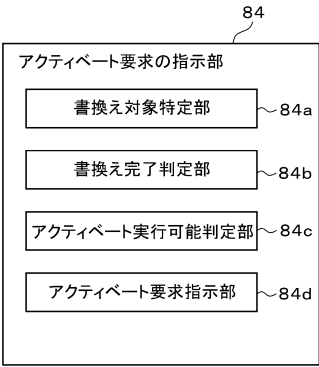 84
アクティベート要求の指示部
書換え対象特定部
84a
書換え完了判定部
84b
アクティベート実行可能判定部
84c
アクティベート要求指示部
84d